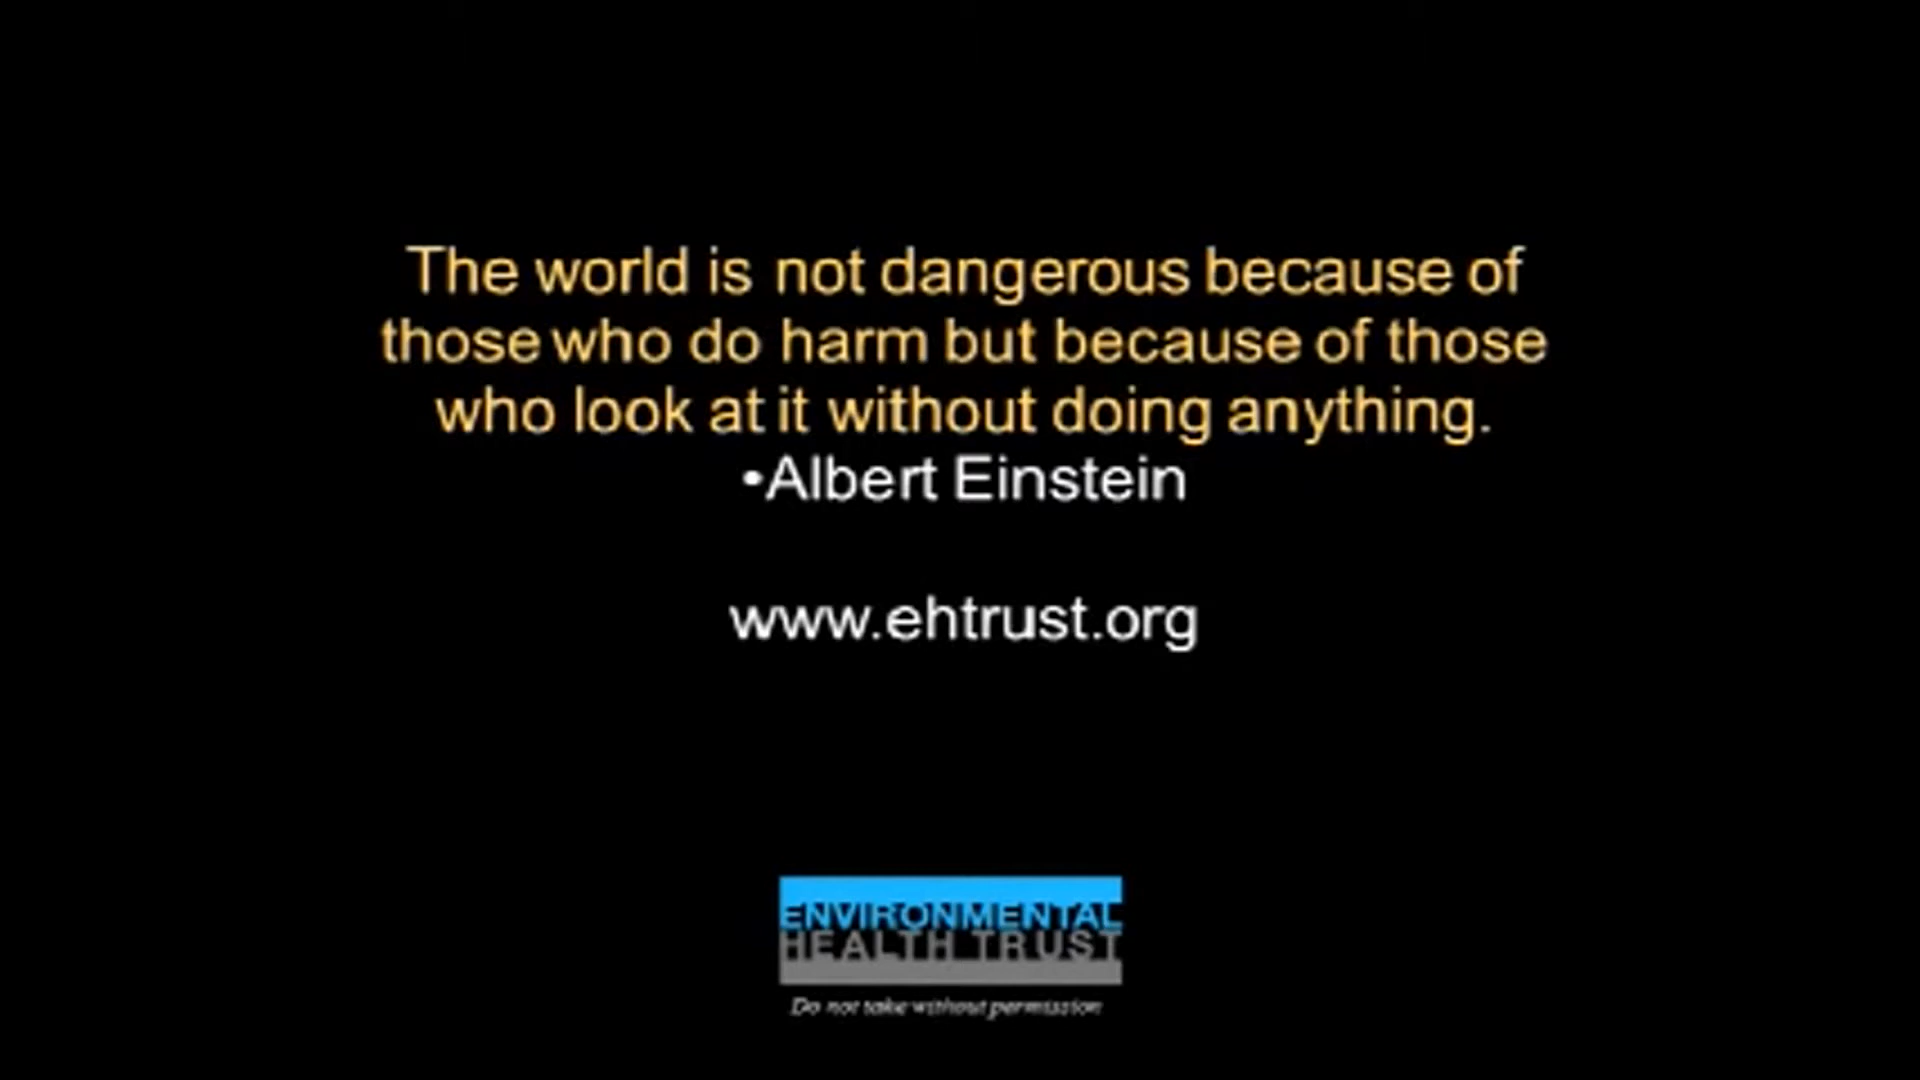 The world is not dangerous because of
those who do harm but because of those
who look at it without doing anything.
•Albert Einstein
www.ehtrust.org
ENVIRONMENTAL
HEALTH TRUST
Do not take without permission